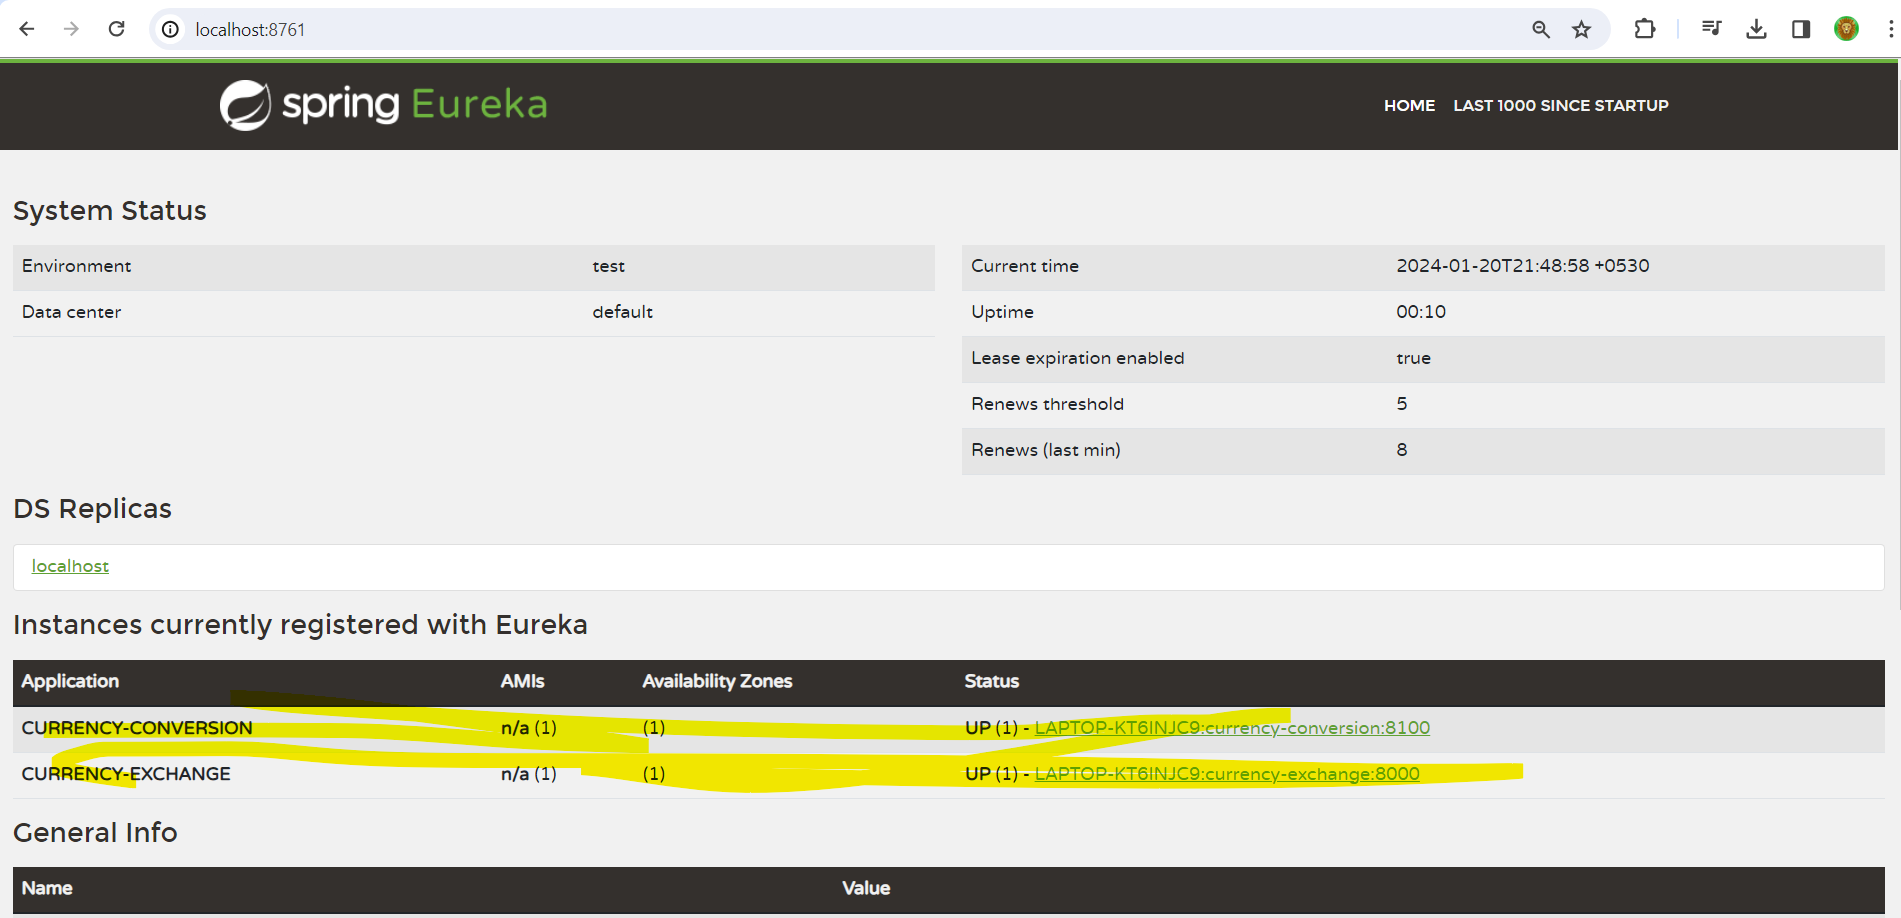 localhost:8761
spring Eureka
HOME LAST 1000 SINCE STARTUP
System Status
Environment test
Data center default
Current time 2024-01-20T21:48:58 +0530
Uptime 00:10
Lease expiration enabled true
Renews threshold 5
Renews (last min) 8
DS Replicas
localhost
Instances currently registered with Eureka
Application AMIs Availability Zones Status
CURRENCY-CONVERSION n/a (1) (1) UP (1) - LAPTOP-KT6INJC9:currency-conversion:8100
CURRENCY-EXCHANGE n/a (1) (1) UP (1) - LAPTOP-KT6INJC9:currency-exchange:8000
General Info
Name Value